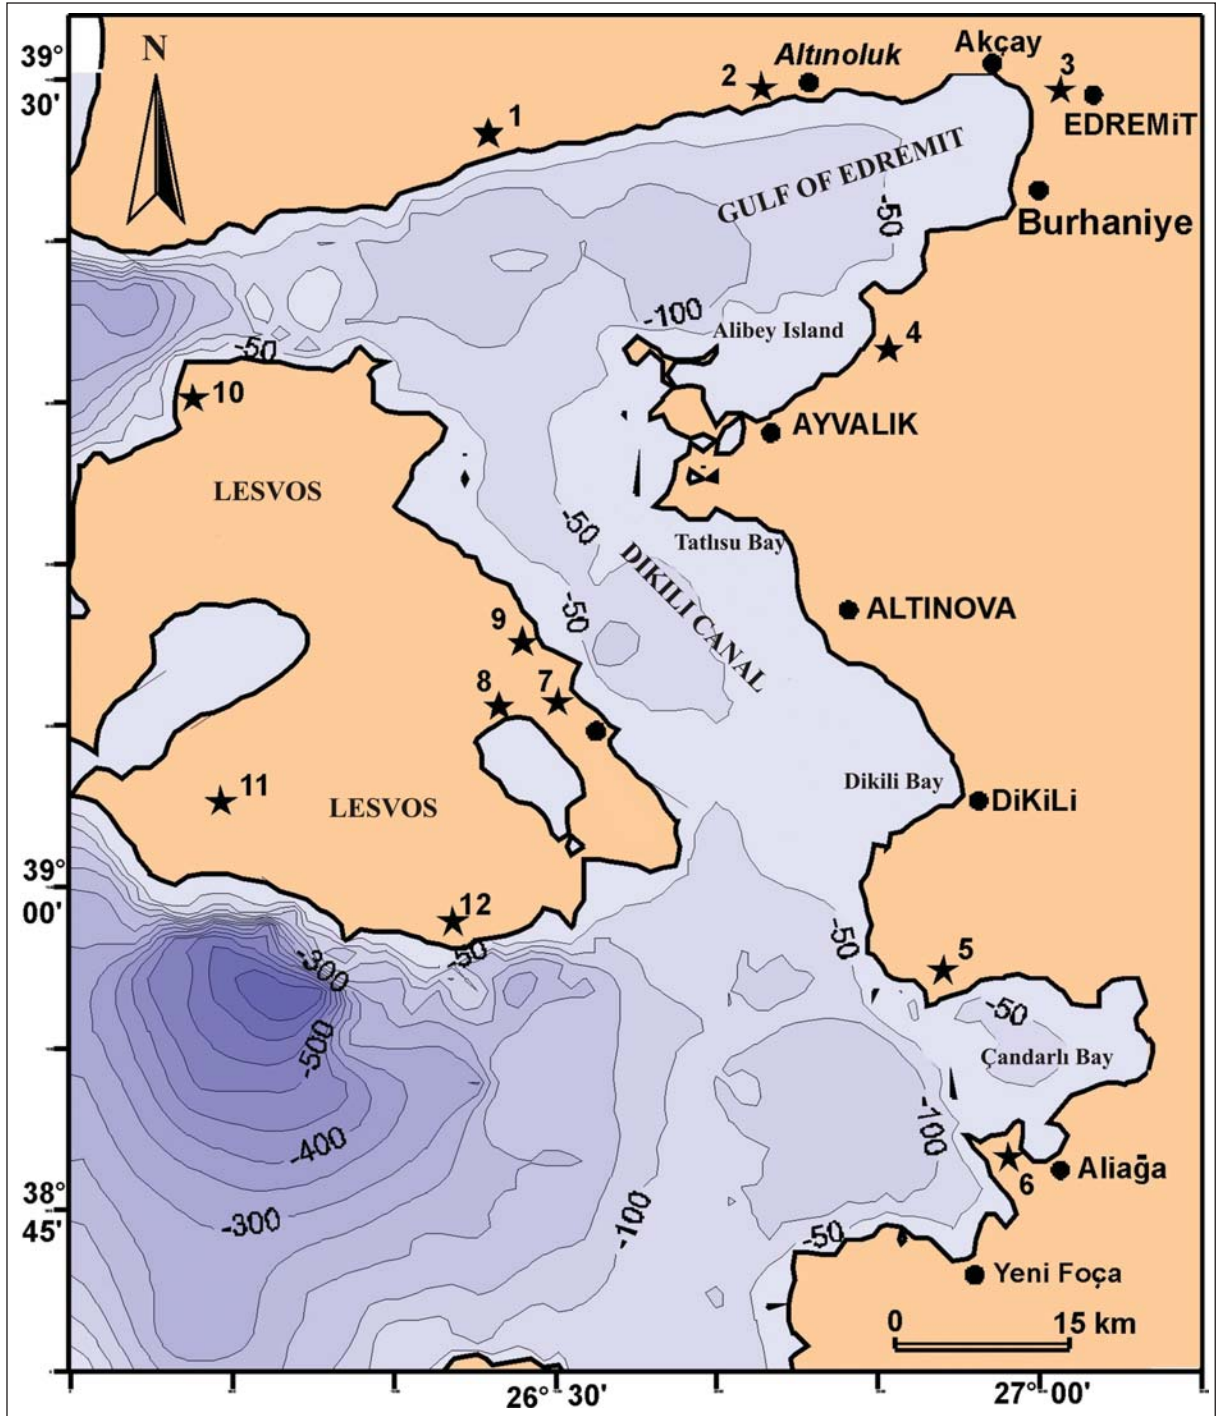 N
39°
30'
Altınoluk
Akçay
2
3
1
EDREMiT
GULF OF EDREMIT
-50
Burhaniye
-100
Alibey Island
4
-50
10
AYVALIK
LESVOS
-50
Tatlısu Bay
DIKILI CANAL
-50
ALTINOVA
9
8
7
Dikili Bay
DiKiLi
11
LESVOS
39°
00'
12
-50
-50
5
-300
-50
-500
Çandarlı Bay
-100
-400
Aliağa
6
38°
45'
-300
-100
-50
Yeni Foça
0
15 km
26° 30'
27° 00'